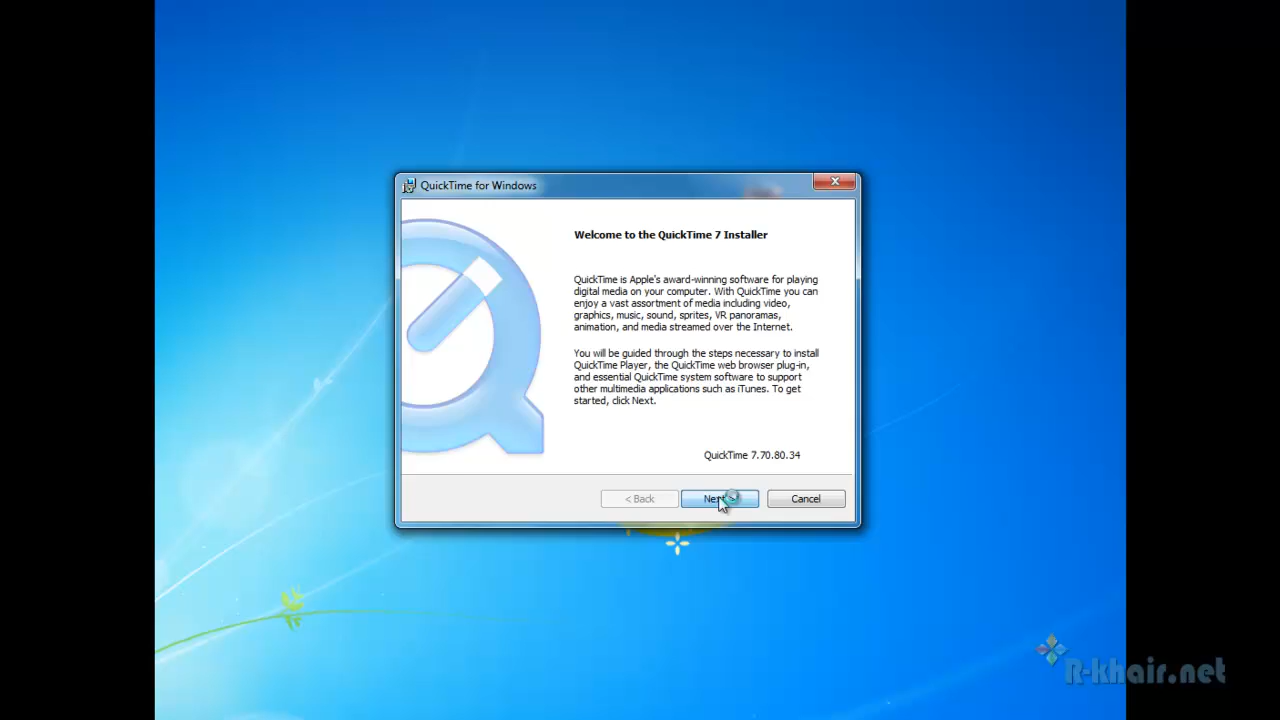 QuickTime for Windows
Welcome to the QuickTime 7 Installer
QuickTime is Apple's award-winning software for playing
digital media on your computer. With QuickTime you can
enjoy a vast assortment of media including video,
graphics, music, sound, sprites, VR panoramas,
animation, and media streamed over the Internet.
You will be guided through the steps necessary to install
QuickTime Player, the QuickTime web browser plug-in,
and essential QuickTime system software to support
other multimedia applications such as iTunes. To get
started, click Next.
QuickTime 7.70.80.34
< Back
Next >
Cancel
R-khair.net